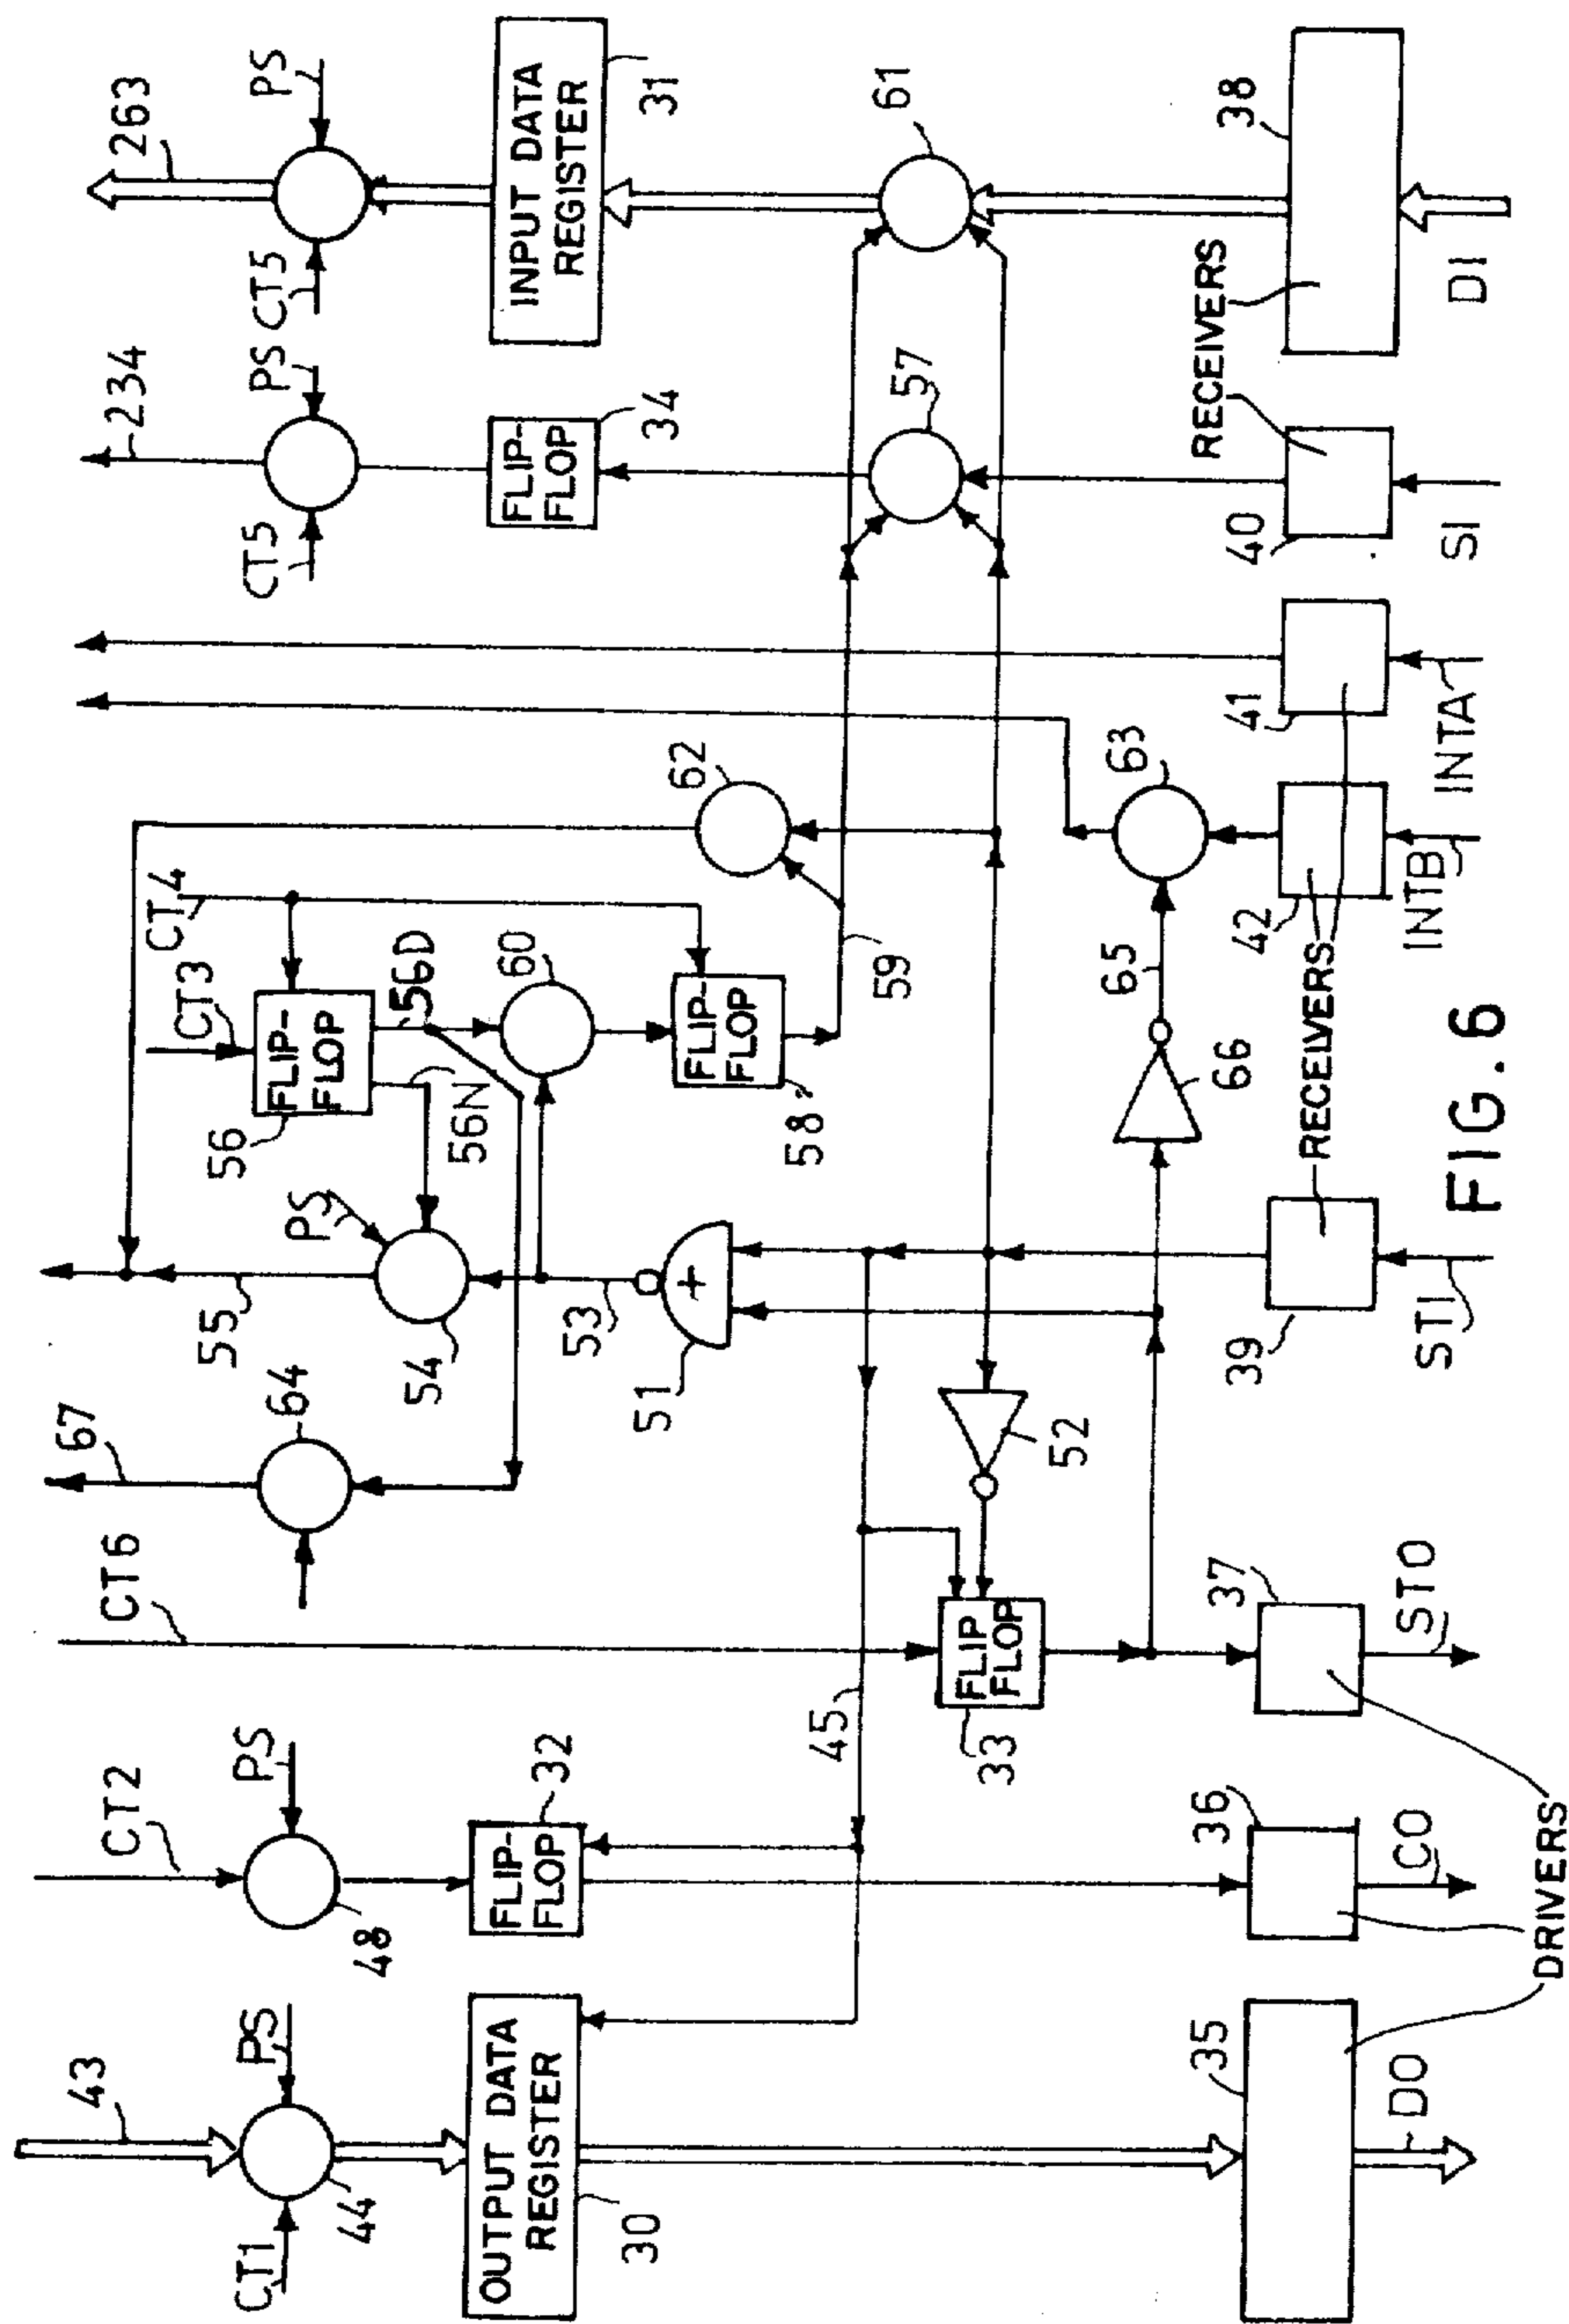 43
CT2
CT6
67
CT4
234
263
CT1
PS
PS
64
55
PS
CT3
CT5
PS
CT5
PS
44
48
56
54
56N
56D
60
62
OUTPUT DATA
REGISTER
FLIP-
FLOP
32
FLIP-
FLOP
FLIP-
FLOP
34
INPUT DATA
REGISTER
31
30
53
51
+
FLIP-
FLOP
58
45
59
57
61
FLIP
FLOP
33
52
65
63
66
35
36
37
39
42
41
40
38
RECEIVERS
RECEIVERS
DO
CO
STO
STI
INTB
INTA
SI
DI
DRIVERS
FIG. 6